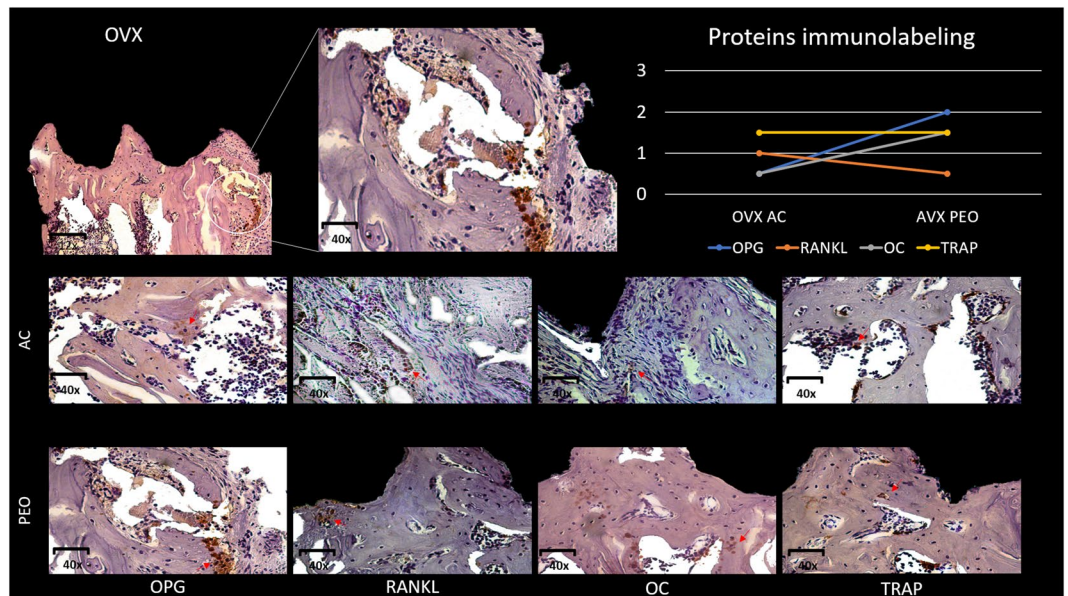 OVX
40x
Proteins immunolabeling
3
2
1
0
OVX AC
AVX PEO
OPG
RANKL
OC
TRAP
AC
40x
40x
40x
40x
PEO
40x
40x
40x
40x
OPG
RANKL
OC
TRAP